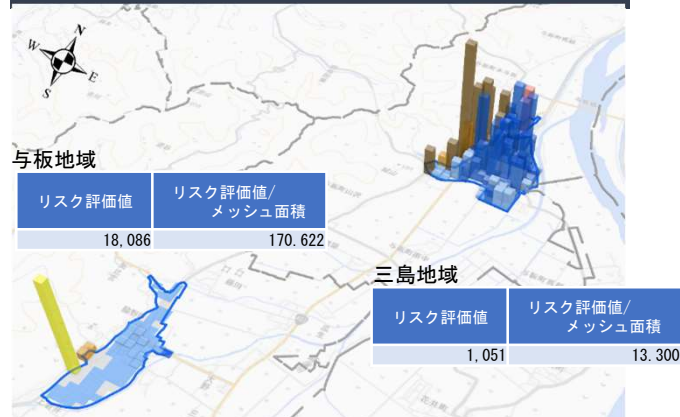 N
W
E
S
与板地域
リスク評価値
リスク評価値/
メッシュ面積
18,086
170.622
三島地域
リスク評価値
リスク評価値/
メッシュ面積
1,051
13.300